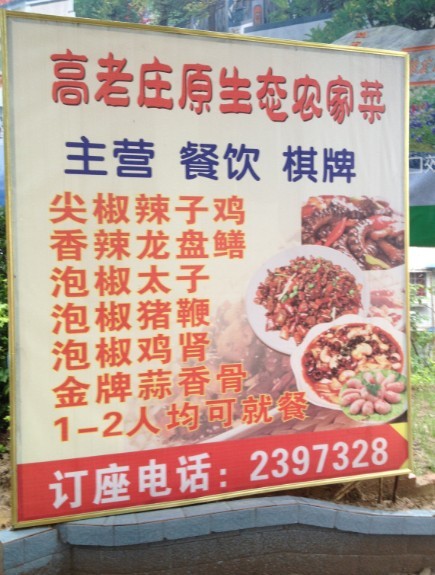 高老庄原生态农家菜
主营 餐饮 棋牌
尖椒辣子鸡
香辣龙盘鳝
泡椒太子
泡椒猪鞭
泡椒鸡肾
金牌蒜香骨
1-2人均可就餐
订座电话：2397328